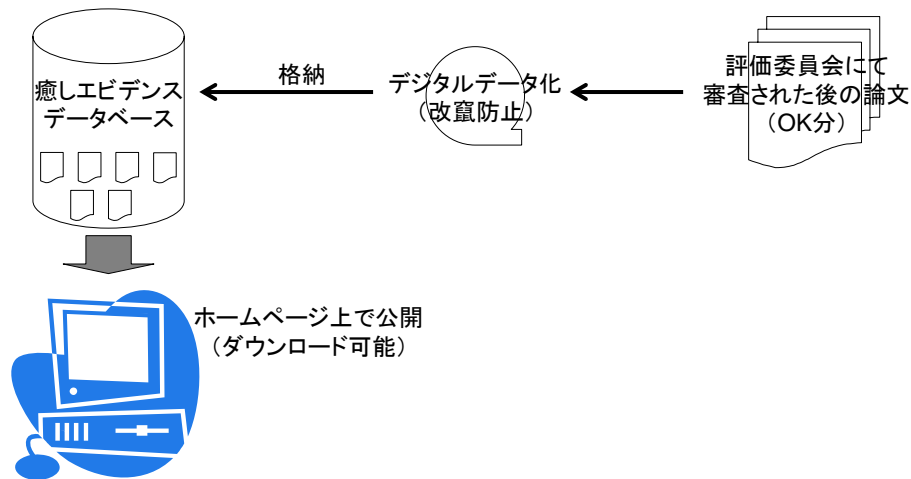 癒しエビデンス
データベース
格納
デジタルデータ化
（改竄防止）
評価委員会にて
審査された後の論文
（OK分）
ホームページ上で公開
（ダウンロード可能）